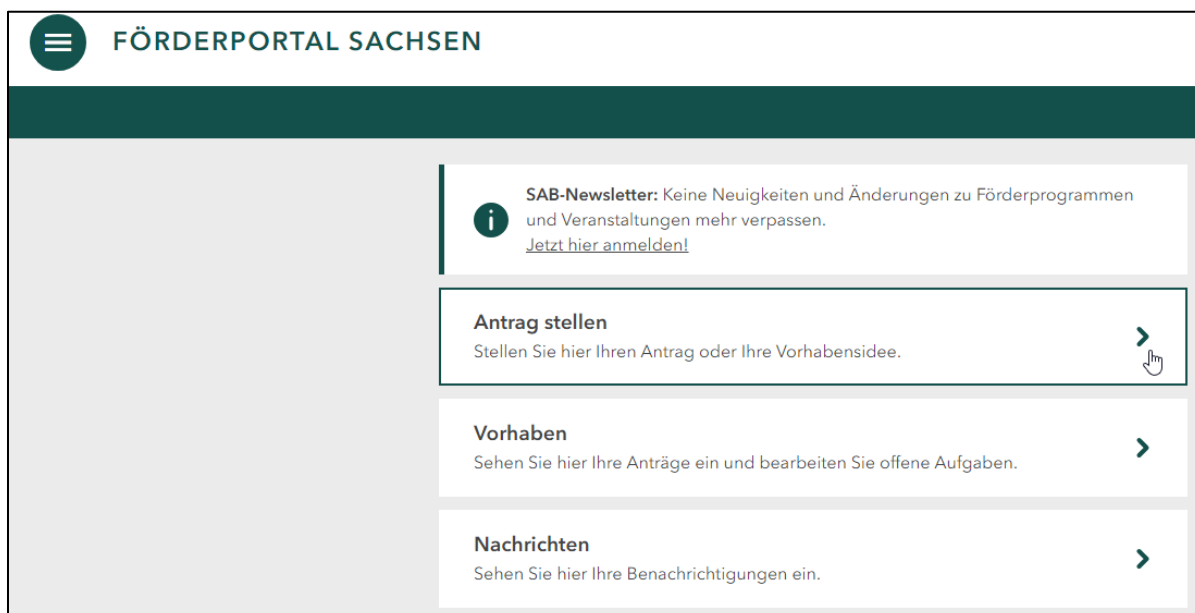 FÖRDERPORTAL SACHSEN
SAB-Newsletter: Keine Neuigkeiten und Änderungen zu Förderprogrammen
und Veranstaltungen mehr verpassen.
Jetzt hier anmelden!
Antrag stellen
Stellen Sie hier Ihren Antrag oder Ihre Vorhabensidee.
Vorhaben
Sehen Sie hier Ihre Anträge ein und bearbeiten Sie offene Aufgaben.
Nachrichten
Sehen Sie hier Ihre Benachrichtigungen ein.